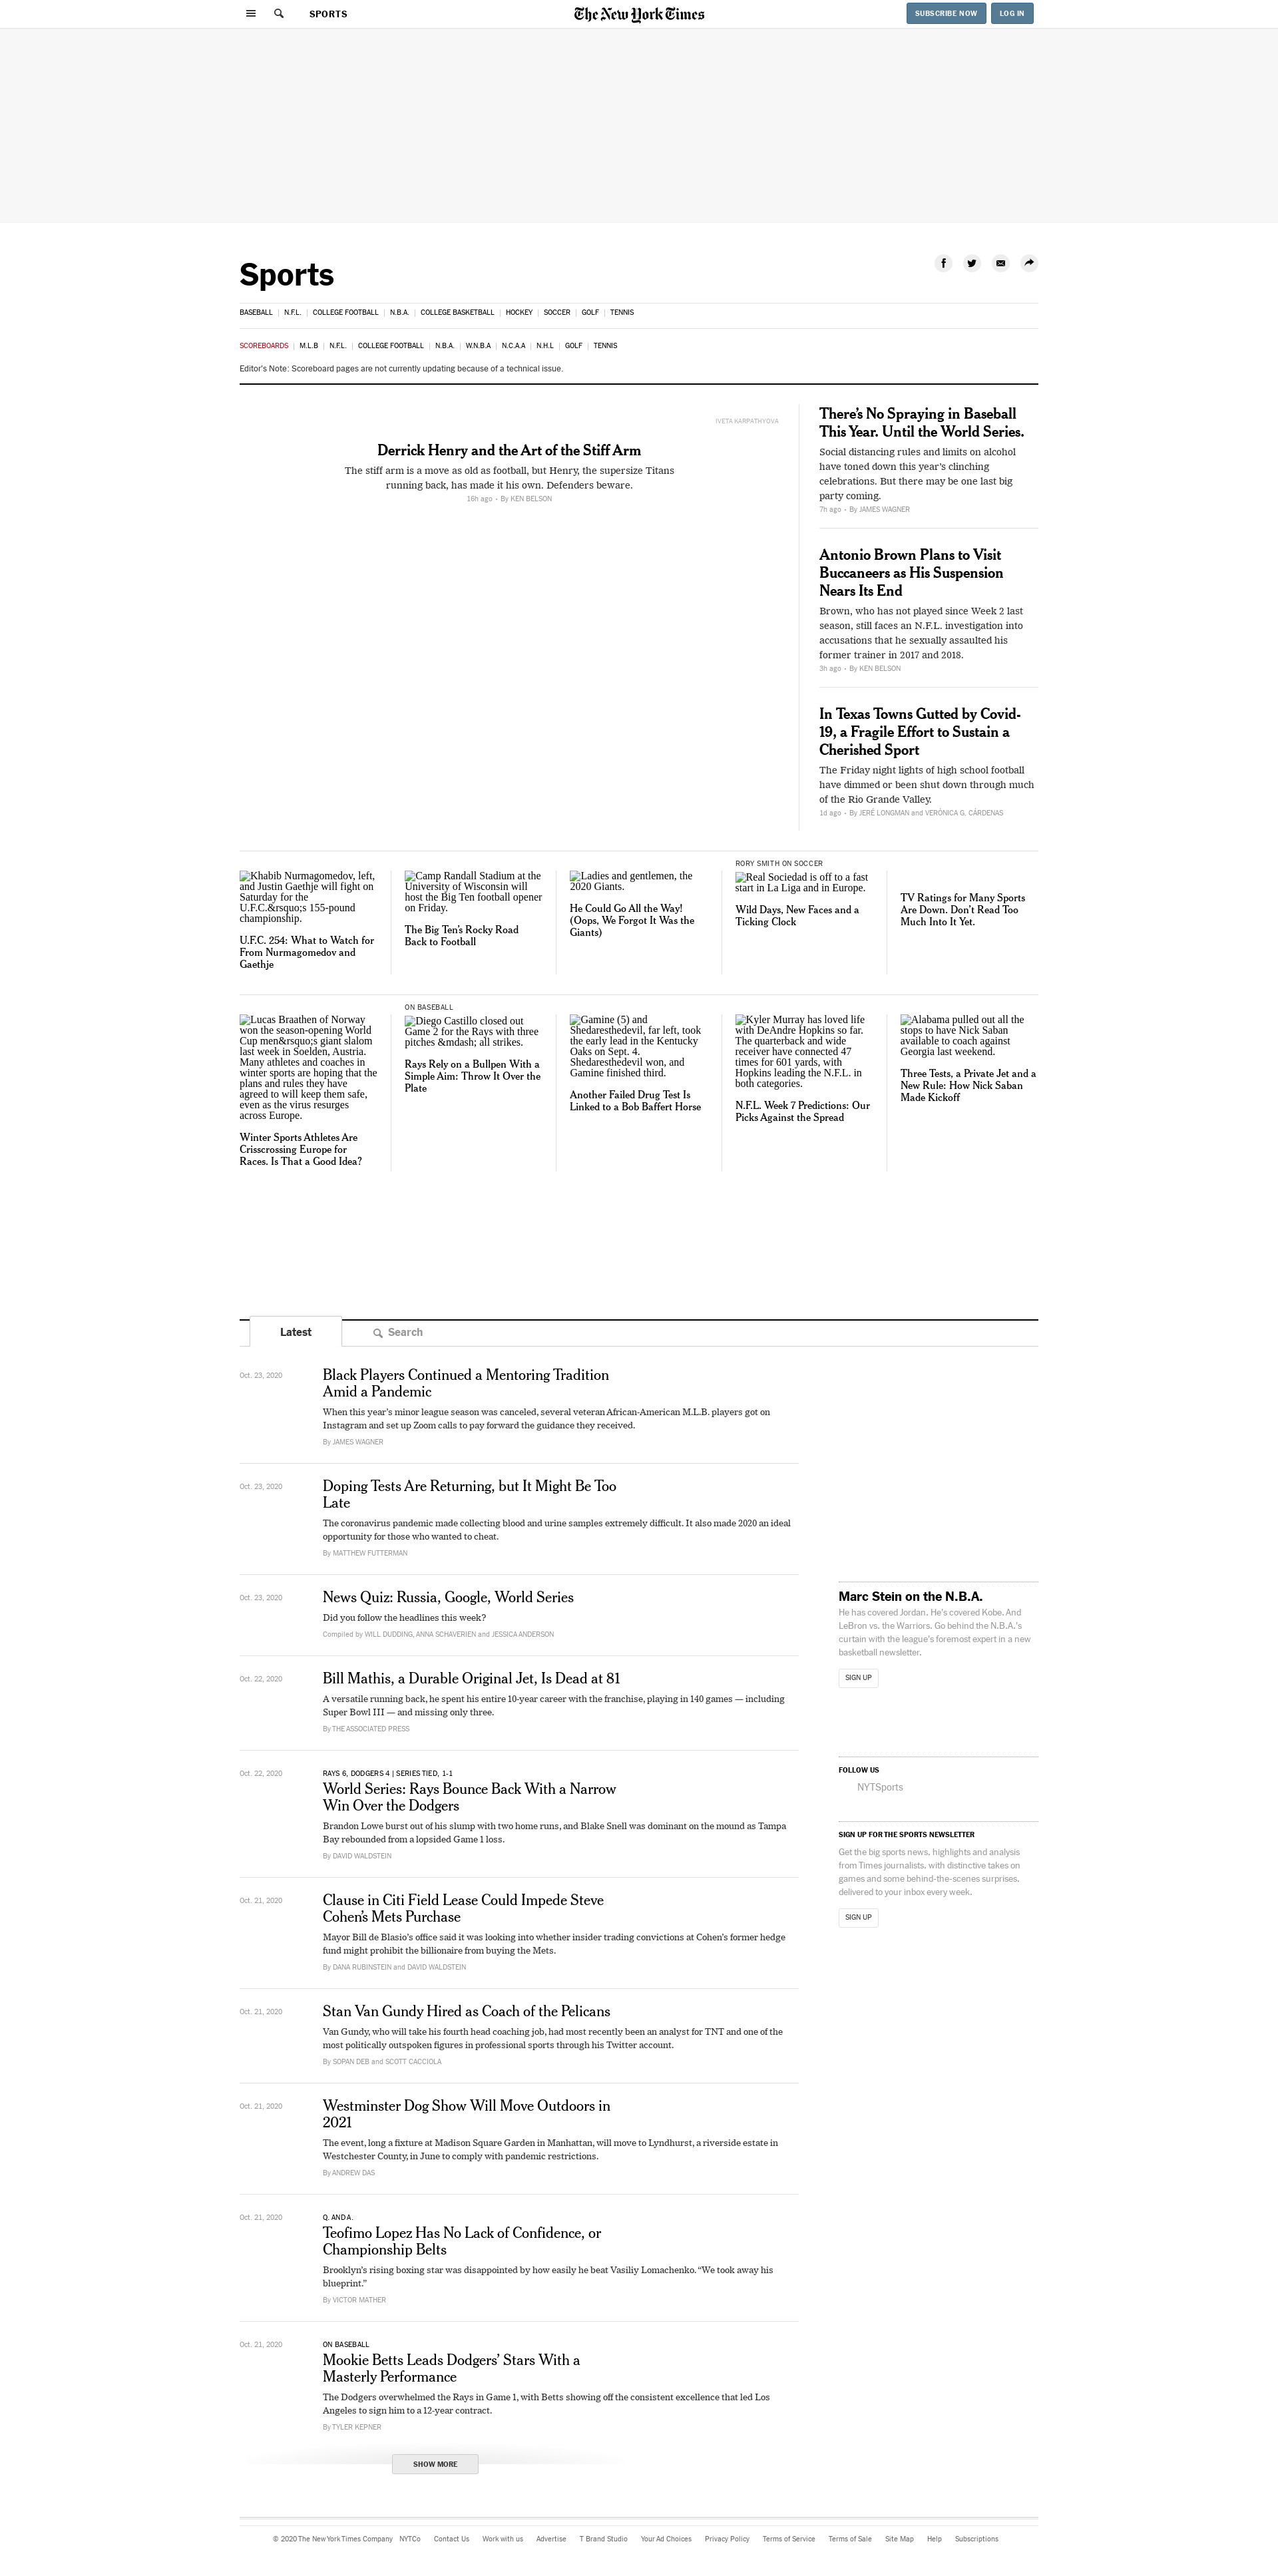 SPORTS
The New York Times
SUBSCRIBE NOW
LOG IN
Sports
BASEBALL | N.F.L. | COLLEGE FOOTBALL | N.B.A. | COLLEGE BASKETBALL | HOCKEY | SOCCER | GOLF | TENNIS
SCOREBOARDS | M.L.B | N.F.L. | COLLEGE FOOTBALL | N.B.A. | W.N.B.A | N.C.A.A | N.H.L | GOLF | TENNIS
Editor's Note: Scoreboard pages are not currently updating because of a technical issue.
IVETA KARPATHYOVA
Derrick Henry and the Art of the Stiff Arm
The stiff arm is a move as old as football, but Henry, the supersize Titans
running back, has made it his own. Defenders beware.
16h ago • By KEN BELSON
There's No Spraying in Baseball
This Year. Until the World Series.
Social distancing rules and limits on alcohol
have toned down this year's clinching
celebrations. But there may be one last big
party coming.
7h ago • By JAMES WAGNER
Antonio Brown Plans to Visit
Buccaneers as His Suspension
Nears Its End
Brown, who has not played since Week 2 last
season, still faces an N.F.L. investigation into
accusations that he sexually assaulted his
former trainer in 2017 and 2018.
3h ago • By KEN BELSON
In Texas Towns Gutted by Covid-
19, a Fragile Effort to Sustain a
Cherished Sport
The Friday night lights of high school football
have dimmed or been shut down through much
of the Rio Grande Valley.
1d ago • By JERÉ LONGMAN and VERÓNICA G. CÁRDENAS
Khabib Nurmagomedov, left,
and Justin Gaethje will fight on
Saturday for the
U.F.C.&rsquo;s 155-pound
championship.
U.F.C. 254: What to Watch for
From Nurmagomedov and
Gaethje
Camp Randall Stadium at the
University of Wisconsin will
host the Big Ten football opener
on Friday.
The Big Ten's Rocky Road
Back to Football
Ladies and gentlemen, the
2020 Giants.
He Could Go All the Way!
(Oops, We Forgot It Was the
Giants)
RORY SMITH ON SOCCER
Real Sociedad is off to a fast
start in La Liga and in Europe.
Wild Days, New Faces and a
Ticking Clock
TV Ratings for Many Sports
Are Down. Don't Read Too
Much Into It Yet.
Lucas Braathen of Norway
won the season-opening World
Cup men&rsquo;s giant slalom
last week in Soelden, Austria.
Many athletes and coaches in
winter sports are hoping that the
plans and rules they have
agreed to will keep them safe,
even as the virus resurges
across Europe.
Winter Sports Athletes Are
Crisscrossing Europe for
Races. Is That a Good Idea?
ON BASEBALL
Diego Castillo closed out
Game 2 for the Rays with three
pitches &mdash; all strikes.
Rays Rely on a Bullpen With a
Simple Aim: Throw It Over the
Plate
Gamine (5) and
Shedaresthedevil, far left, took
the early lead in the Kentucky
Oaks on Sept. 4.
Shedaresthedevil won, and
Gamine finished third.
Another Failed Drug Test Is
Linked to a Bob Baffert Horse
Kyler Murray has loved life
with DeAndre Hopkins so far.
The quarterback and wide
receiver have connected 47
times for 601 yards, with
Hopkins leading the N.F.L. in
both categories.
N.F.L. Week 7 Predictions: Our
Picks Against the Spread
Alabama pulled out all the
stops to have Nick Saban
available to coach against
Georgia last weekend.
Three Tests, a Private Jet and a
New Rule: How Nick Saban
Made Kickoff
Latest
Search
Oct. 23, 2020
Black Players Continued a Mentoring Tradition
Amid a Pandemic
When this year's minor league season was canceled, several veteran African-American M.L.B. players got on
Instagram and set up Zoom calls to pay forward the guidance they received.
By JAMES WAGNER
Oct. 23, 2020
Doping Tests Are Returning, but It Might Be Too
Late
The coronavirus pandemic made collecting blood and urine samples extremely difficult. It also made 2020 an ideal
opportunity for those who wanted to cheat.
By MATTHEW FUTTERMAN
Oct. 23, 2020
News Quiz: Russia, Google, World Series
Did you follow the headlines this week?
Compiled by WILL DUDDING, ANNA SCHAVERIEN and JESSICA ANDERSON
Oct. 22, 2020
Bill Mathis, a Durable Original Jet, Is Dead at 81
A versatile running back, he spent his entire 10-year career with the franchise, playing in 140 games — including
Super Bowl III — and missing only three.
By THE ASSOCIATED PRESS
Oct. 22, 2020
RAYS 6, DODGERS 4 | SERIES TIED, 1-1
World Series: Rays Bounce Back With a Narrow
Win Over the Dodgers
Brandon Lowe burst out of his slump with two home runs, and Blake Snell was dominant on the mound as Tampa
Bay rebounded from a lopsided Game 1 loss.
By DAVID WALDSTEIN
Oct. 21, 2020
Clause in Citi Field Lease Could Impede Steve
Cohen's Mets Purchase
Mayor Bill de Blasio's office said it was looking into whether insider trading convictions at Cohen's former hedge
fund might prohibit the billionaire from buying the Mets.
By DANA RUBINSTEIN and DAVID WALDSTEIN
Oct. 21, 2020
Stan Van Gundy Hired as Coach of the Pelicans
Van Gundy, who will take his fourth head coaching job, had most recently been an analyst for TNT and one of the
most politically outspoken figures in professional sports through his Twitter account.
By SOPAN DEB and SCOTT CACCIOLA
Oct. 21, 2020
Westminster Dog Show Will Move Outdoors in
2021
The event, long a fixture at Madison Square Garden in Manhattan, will move to Lyndhurst, a riverside estate in
Westchester County, in June to comply with pandemic restrictions.
By ANDREW DAS
Oct. 21, 2020
Q. AND A.
Teofimo Lopez Has No Lack of Confidence, or
Championship Belts
Brooklyn's rising boxing star was disappointed by how easily he beat Vasiliy Lomachenko. “We took away his
blueprint.”
By VICTOR MATHER
Oct. 21, 2020
ON BASEBALL
Mookie Betts Leads Dodgers' Stars With a
Masterly Performance
The Dodgers overwhelmed the Rays in Game 1, with Betts showing off the consistent excellence that led Los
Angeles to sign him to a 12-year contract.
By TYLER KEPNER
SHOW MORE
Marc Stein on the N.B.A.
He has covered Jordan. He's covered Kobe. And
LeBron vs. the Warriors. Go behind the N.B.A.'s
curtain with the league's foremost expert in a new
basketball newsletter.
SIGN UP
FOLLOW US
NYTSports
SIGN UP FOR THE SPORTS NEWSLETTER
Get the big sports news, highlights and analysis
from Times journalists, with distinctive takes on
games and some behind-the-scenes surprises,
delivered to your inbox every week.
SIGN UP
© 2020 The New York Times Company NYTCo Contact Us Work with us Advertise T Brand Studio Your Ad Choices Privacy Policy Terms of Service Terms of Sale Site Map Help Subscriptions